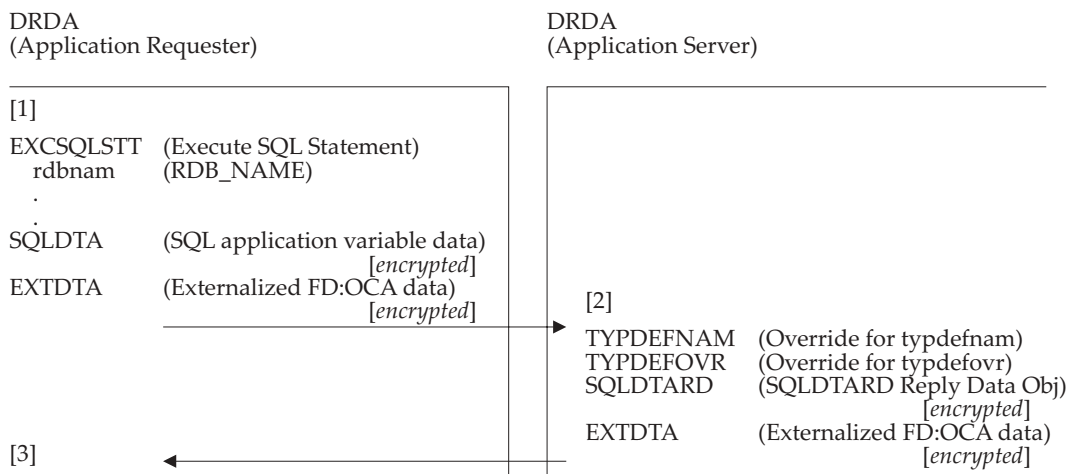 DRDA
(Application Requester)
DRDA
(Application Server)
[1]
EXCSQLSTT (Execute SQL Statement)
rdbnam (RDB_NAME)
.
.
SQLDTA (SQL application variable data)
[encrypted]
EXTDTA (Externalized FD:OCA data)
[encrypted]
[2]
TYPDEFNAM (Override for typdefnam)
TYPDEFOVR (Override for typdefovr)
SQLDTARD (SQLDTARD Reply Data Obj)
[encrypted]
EXTDTA (Externalized FD:OCA data)
[encrypted]
[3]